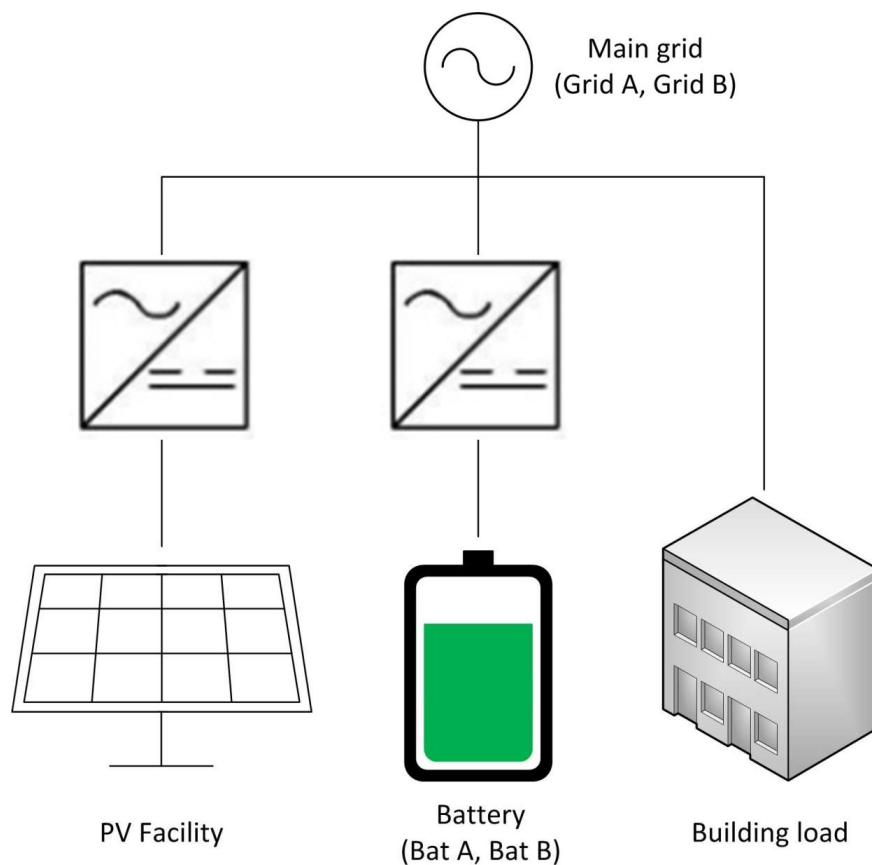 Main grid
(Grid A, Grid B)
PV Facility
Battery
(Bat A, Bat B)
Building load